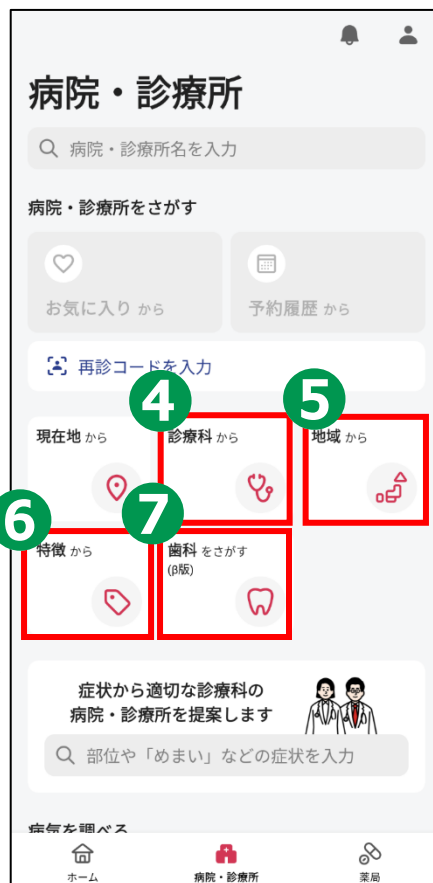 病院・診療所
病院・診療所名を入力
病院・診療所をさがす
お気に入り から
予約履歴 から
再診コードを入力
4
5
現在地 から
診療科 から
地域 から
6
7
特徴 から
歯科 をさがす
(β版)
症状から適切な診療科の
病院・診療所を提案します
部位や「めまい」などの症状を入力
病気を調べる
ホーム
病院・診療所
薬局